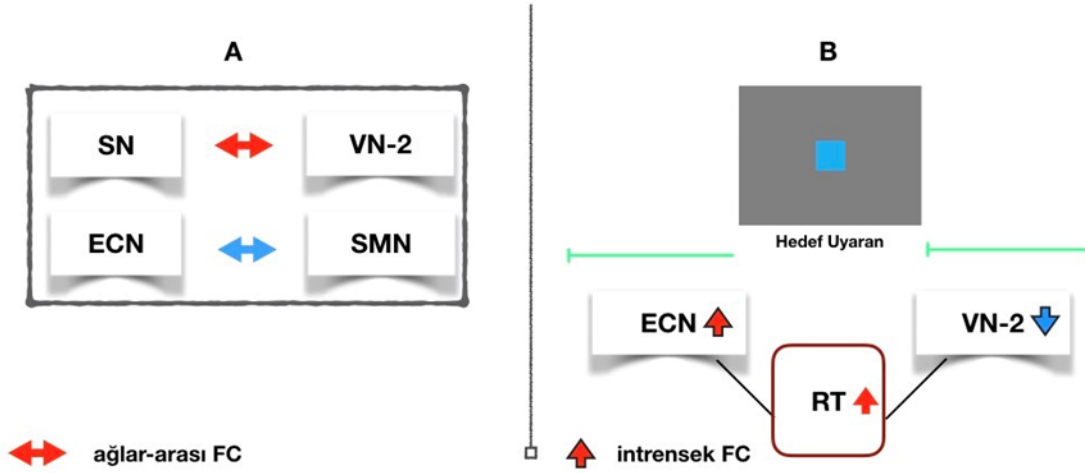 A
SN
VN-2
ECN
SMN
ağlar-arası FC
B
Hedef Uyaran
ECN
VN-2
RT
intrensek FC